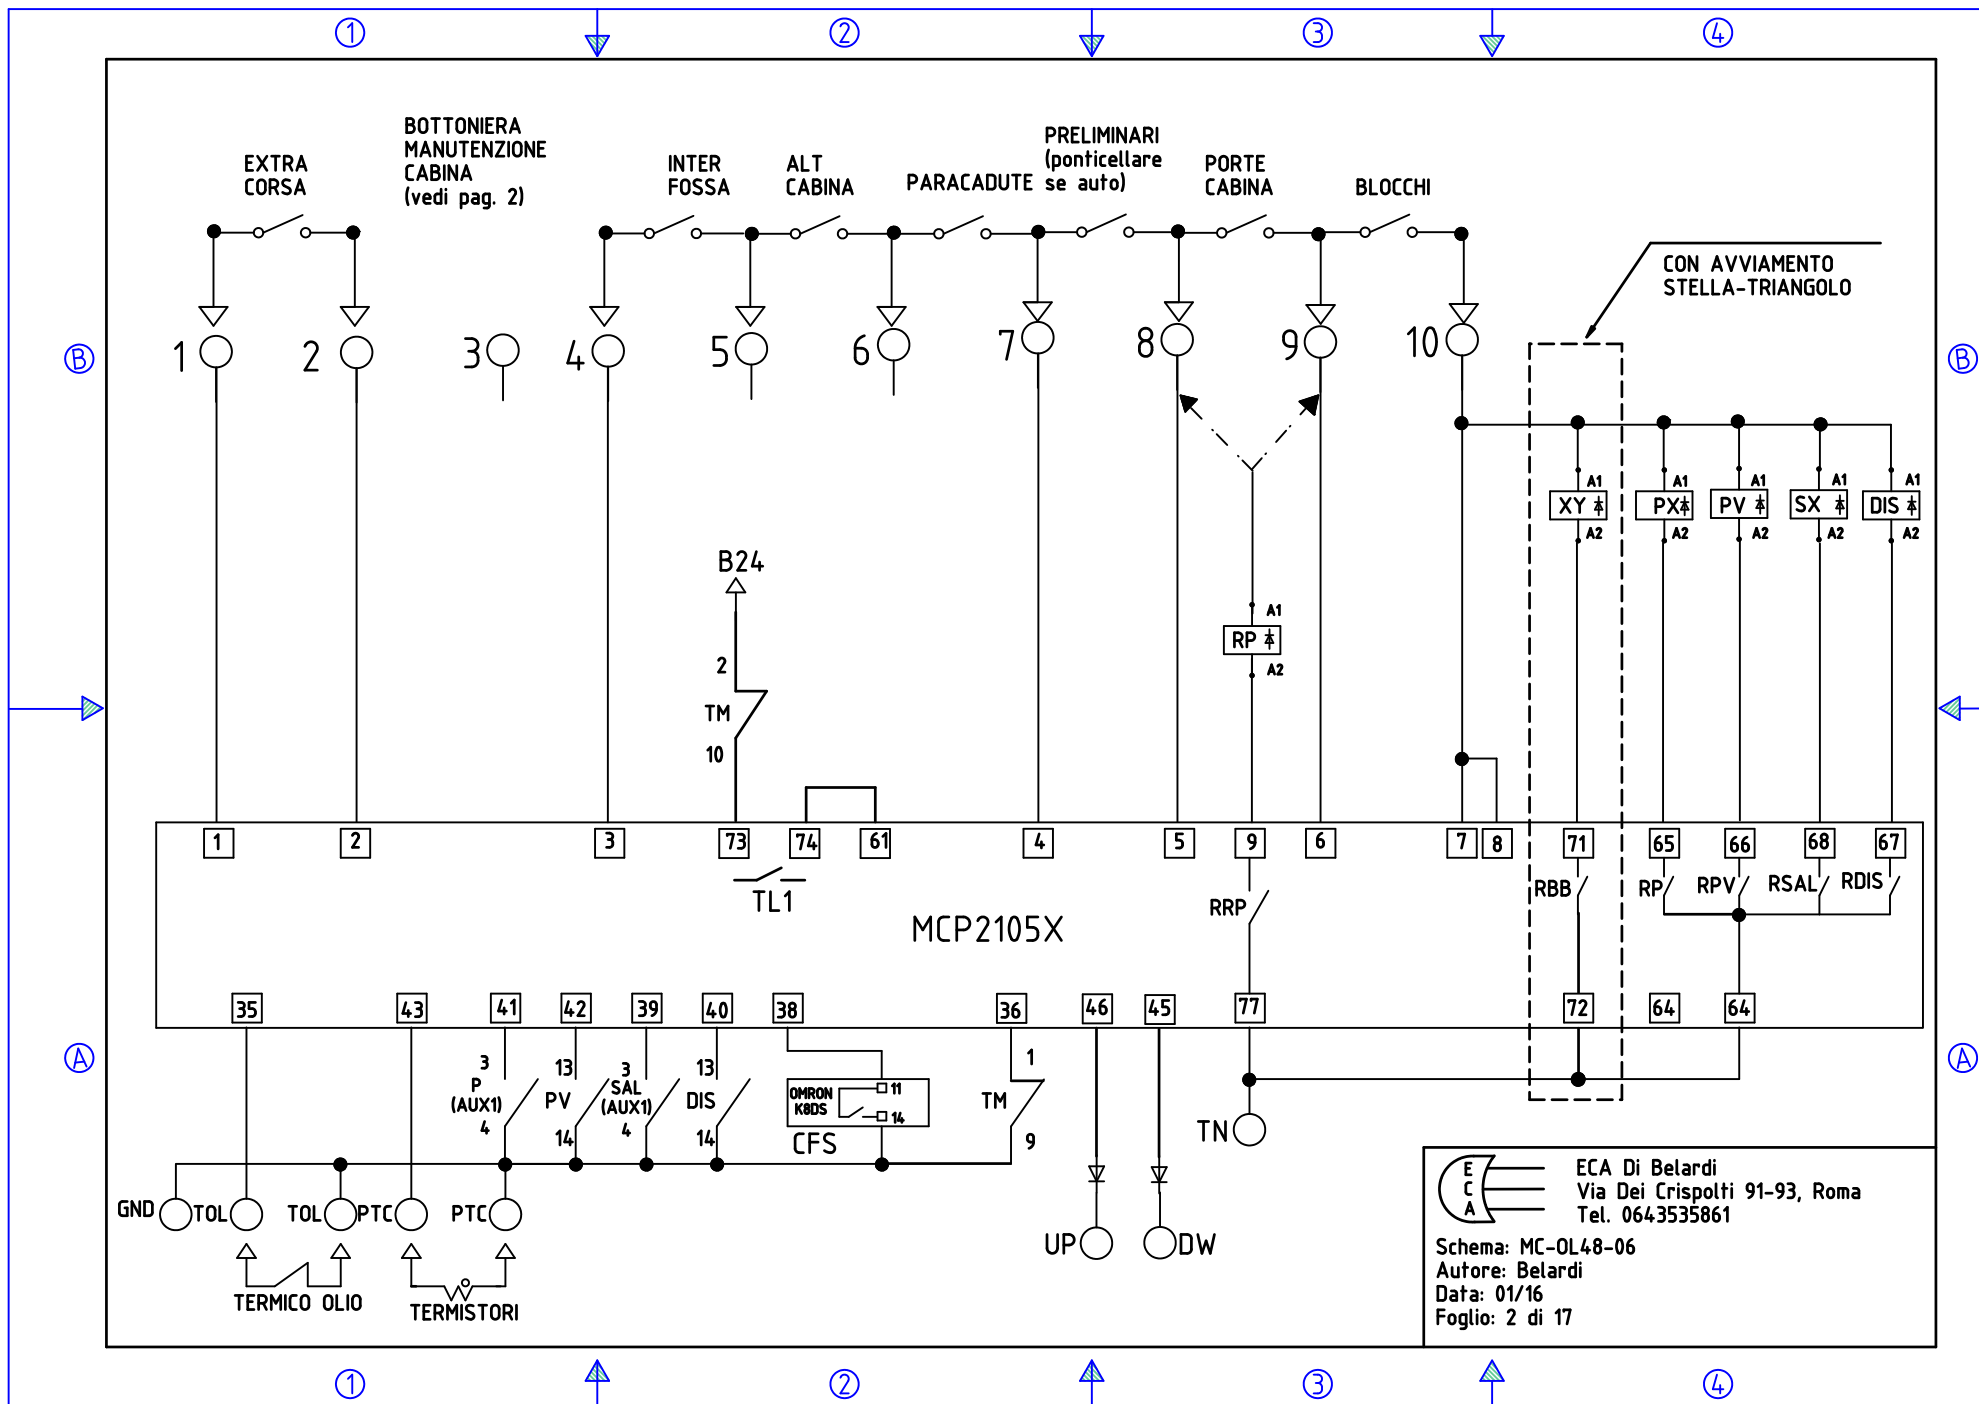 1
2
3
4
EXTRA
CORSA
BOTTONIERA
MANUTENZIONE
CABINA
(vedi pag. 2)
INTER
FOSSA
ALT
CABINA
PARACADUTE
PRELIMINARI
(ponticellare
se auto)
PORTE
CABINA
BLOCCHI
CON AVVIAMENTO
STELLA-TRIANGOLO
B
B
1
2
3
4
5
6
7
8
9
10
A1
XY
A2
A1
PX
A2
A1
PV
A2
A1
SX
A2
A1
DIS
A2
B24
2
TM
10
A1
RP
A2
1
2
3
73
74
61
4
5
9
6
7
8
71
65
66
68
67
TL1
MCP2105X
RRP
RBB
RP
RPV
RSAL
RDIS
35
43
41
42
39
40
38
36
46
45
77
72
64
64
A
A
3
P
(AUX1)
4
13
PV
14
3
SAL
(AUX1)
4
13
DIS
14
OMRON
K8DS
11
14
CFS
1
TM
9
TN
GND
TOL
TOL
PTC
PTC
UP
DW
TERMICO OLIO
TERMISTORI
E
C
A
ECA Di Belardi
Via Dei Crispolti 91-93, Roma
Tel. 0643535861
Schema: MC-OL48-06
Autore: Belardi
Data: 01/16
Foglio: 2 di 17
1
2
3
4